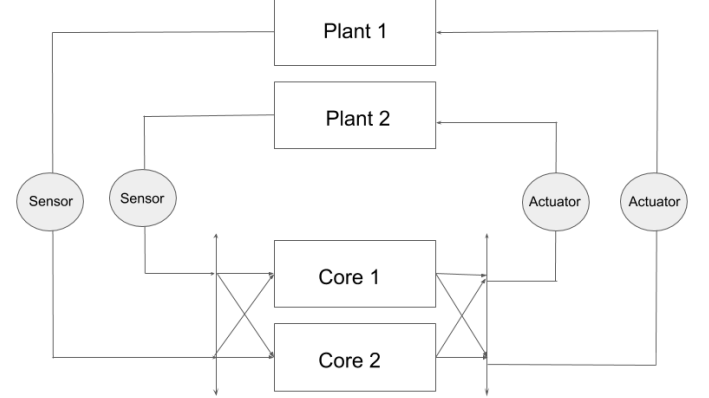 Plant 1
Plant 2
Sensor
Sensor
Actuator
Actuator
Core 1
Core 2